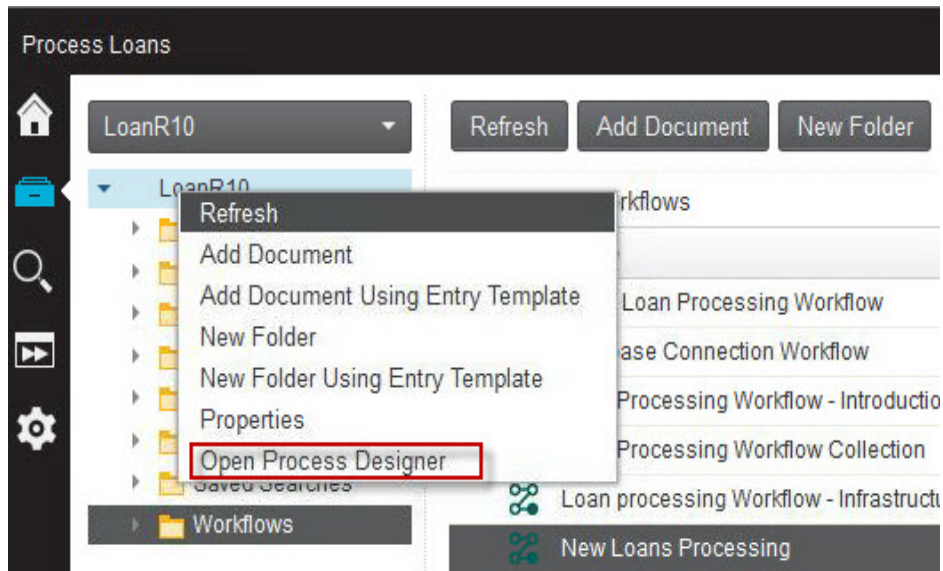 Process Loans
LoanR10
Refresh Add Document New Folder
LoanR10
rkflows
Refresh
Add Document
Add Document Using Entry Template
New Folder
New Folder Using Entry Template
Properties
Open Process Designer
Loan Processing Workflow
ase Connection Workflow
Processing Workflow - Introductio
Processing Workflow Collection
Saved Searches
Loan processing Workflow - Infrastructu
Workflows
New Loans Processing